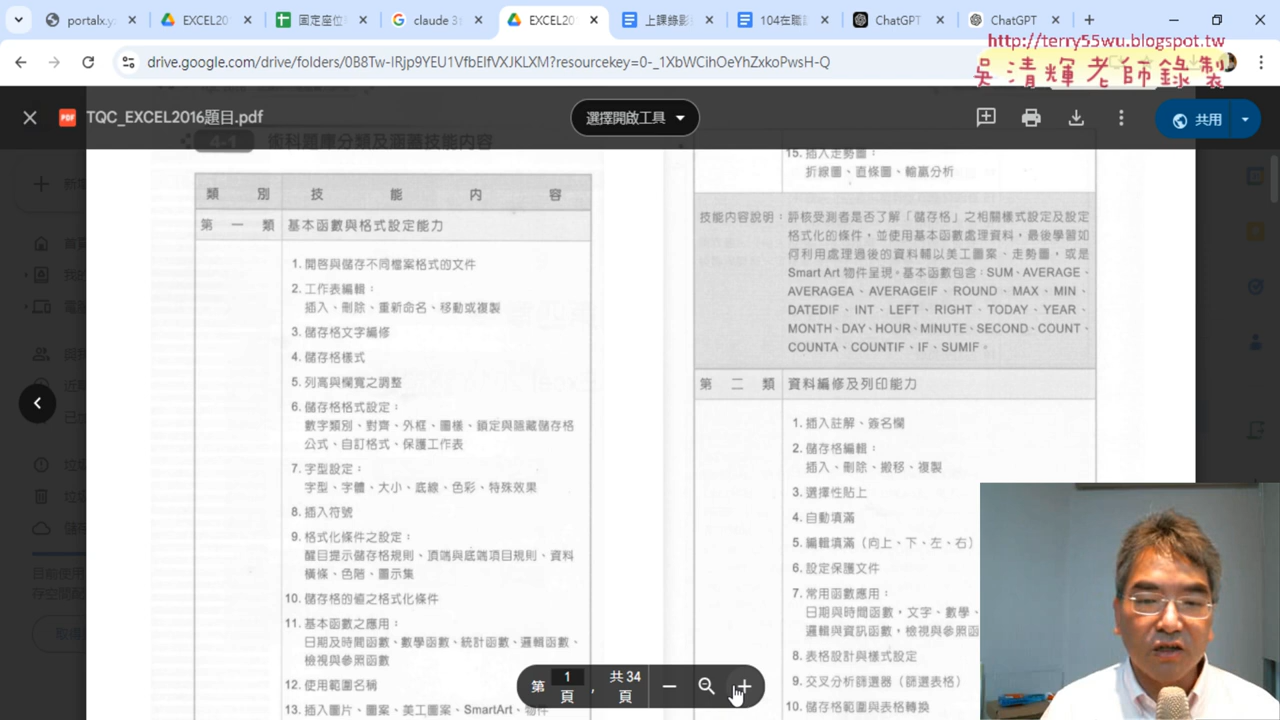 portalx.y
EXCEL20
固定座位
claude 3
EXCEL20
上課錄影
104在職
ChatGPT
ChatGPT
http://terry55wu.blogspot.tw
drive.google.com/drive/folders/0B8Tw-IRjp9YEU1VfbElfVXJKLXM?resourcekey=0-_1XbWCihOeYhZxkoPwsH-Q
吳清輝老師錄製
PDF
TQC_EXCEL2016題目.pdf
選擇開啟工具
共用
4-1 術科題庫分類及涵蓋技能內容
類別 技能內容
第一類 基本函數與格式設定能力
1. 開啟與儲存不同檔案格式的文件
2. 工作表編輯：
插入、刪除、重新命名、移動或複製
3. 儲存格文字編修
4. 儲存格樣式
5. 列高與欄寬之調整
6. 儲存格格式設定：
數字類別、對齊、外框、圖樣、鎖定與隱藏儲存格
公式、自訂格式、保護工作表
7. 字型設定：
字型、字體、大小、底線、色彩、特殊效果
8. 插入符號
9. 格式化條件之設定：
醒目提示儲存格規則、頂端與底端項目規則、資料
橫條、色階、圖示集
10. 儲存格的值之格式化條件
11. 基本函數之應用：
日期及時間函數、數學函數、統計函數、邏輯函數、
檢視與參照函數
12. 使用範圍名稱
13. 插入圖片、圖案、美工圖案、SmartArt、物件
15. 插入走勢圖：
折線圖、直條圖、輸贏分析
技能內容說明：評核受測者是否了解「儲存格」之相關樣式設定及設定
格式化的條件，並使用基本函數處理資料，最後學習如
何利用處理過後的資料輔以美工圖案、走勢圖，或是
Smart Art 物件呈現。基本函數包含：SUM、AVERAGE、
AVERAGEA、AVERAGEIF、ROUND、MAX、MIN、
DATEDIF、INT、LEFT、RIGHT、TODAY、YEAR、
MONTH、DAY、HOUR、MINUTE、SECOND、COUNT、
COUNTA、COUNTIF、IF、SUMIF。
第二類 資料編修及列印能力
1. 插入註解、簽名欄
2. 儲存格編輯：
插入、刪除、搬移、複製
3. 選擇性貼上
4. 自動填滿
5. 編輯填滿（向上、下、左、右）
6. 設定保護文件
7. 常用函數應用：
日期與時間函數，文字、數學、
邏輯與資訊函數，檢視與參照函
8. 表格設計與樣式設定
9. 交叉分析篩選器（篩選表格）
10. 儲存格範圍與表格轉換
第 1 頁，共 34 頁